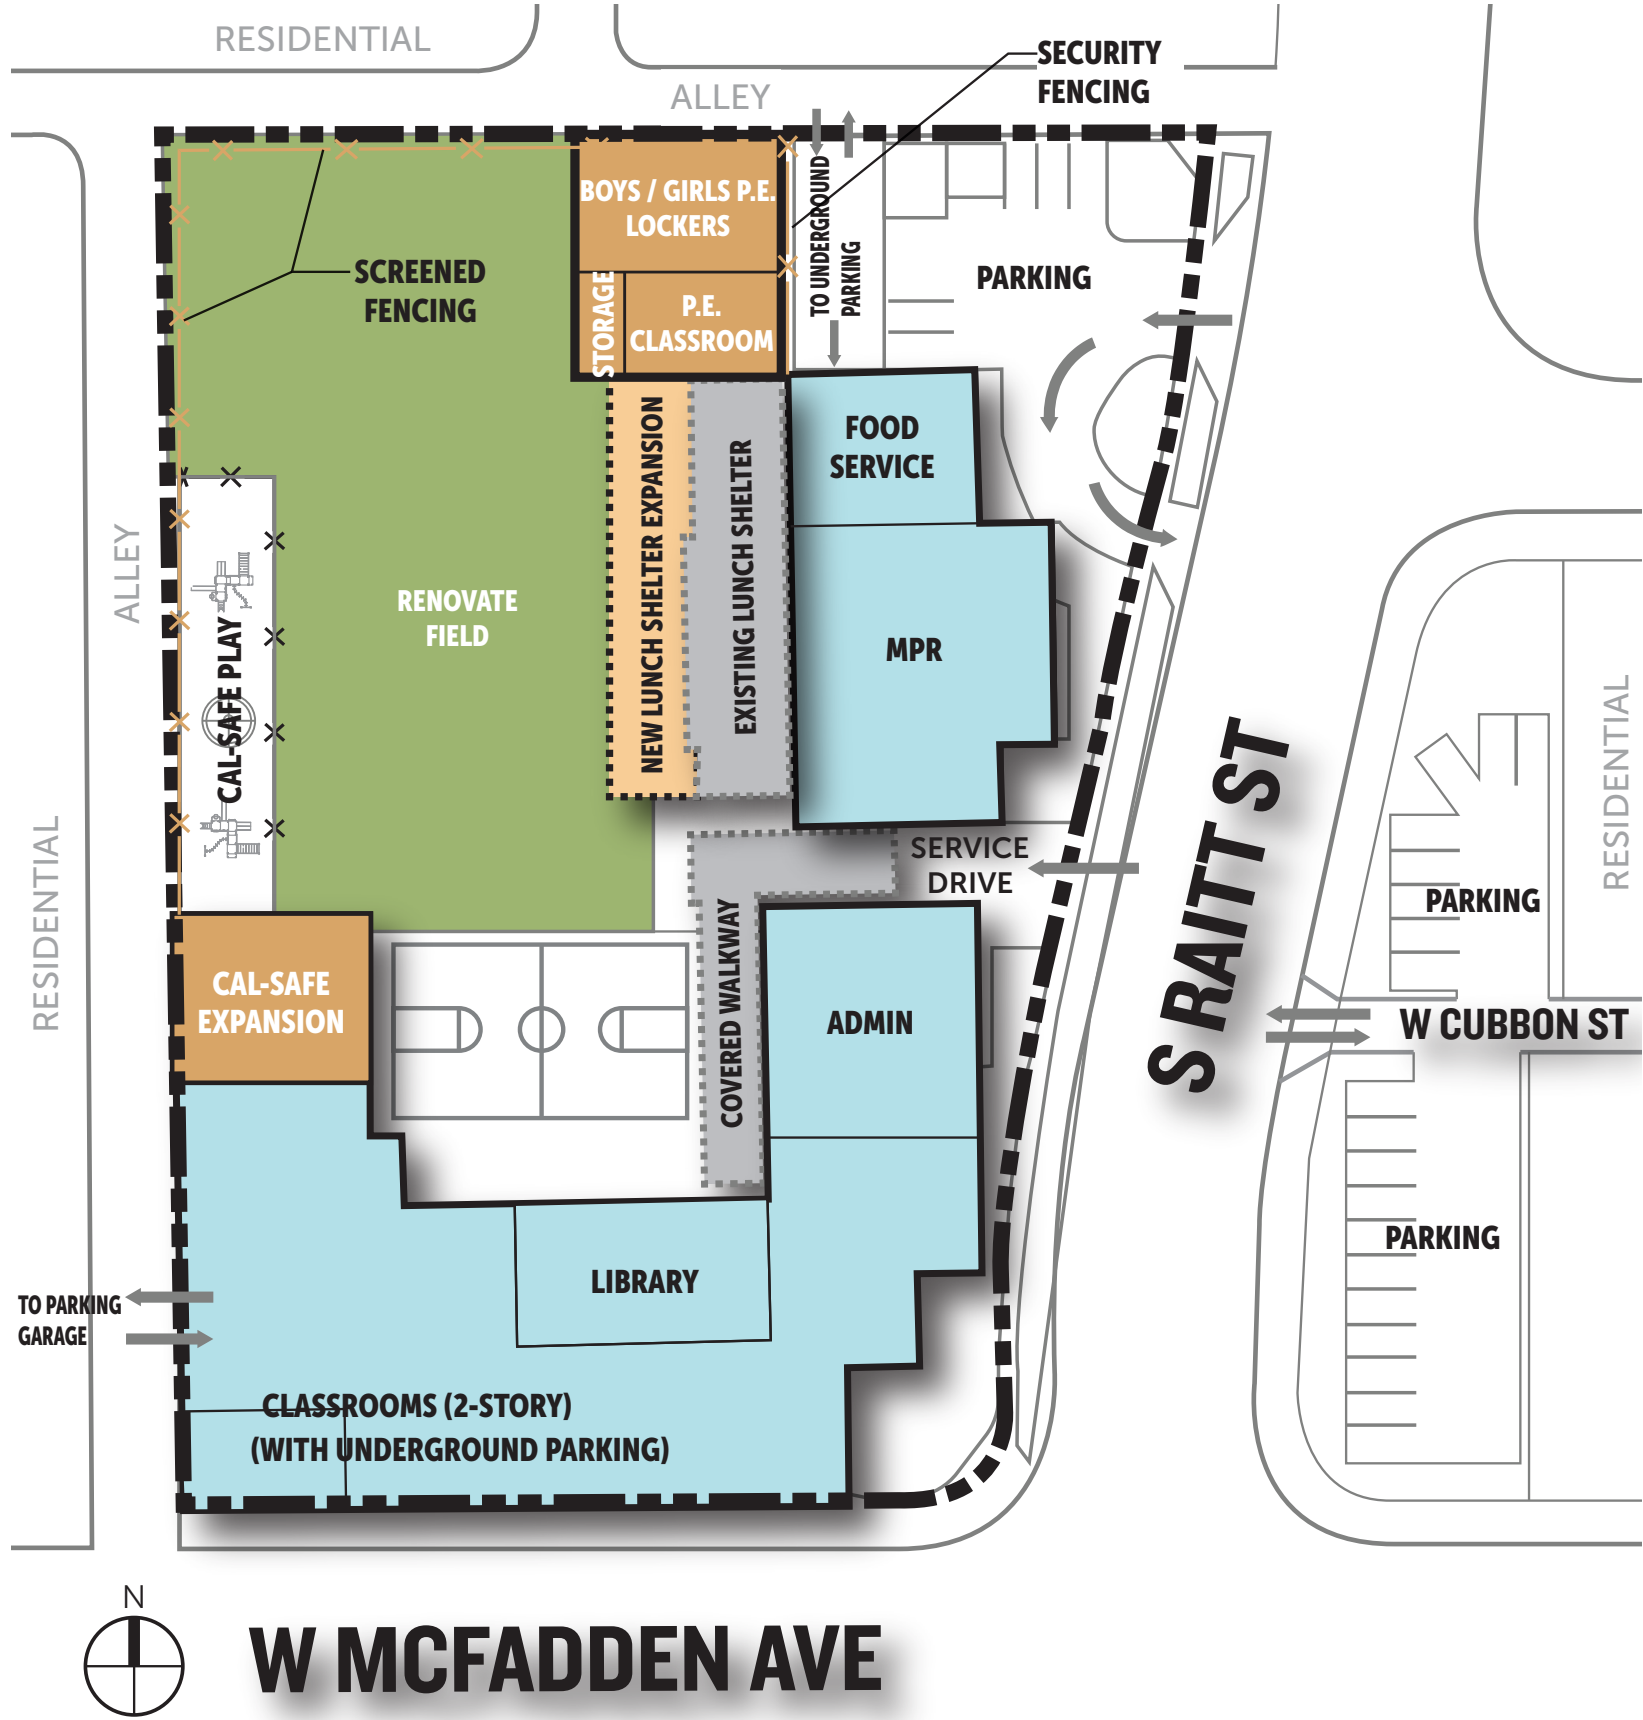 RESIDENTIAL
SECURITY
FENCING
ALLEY
BOYS / GIRLS P.E.
LOCKERS
TO UNDERGROUND
PARKING
SCREENED
FENCING
PARKING
STORAGE
P.E.
CLASSROOM
FOOD
SERVICE
NEW LUNCH SHELTER EXPANSION
EXISTING LUNCH SHELTER
ALLEY
RENOVATE
FIELD
CAL-SAFE PLAY
MPR
RESIDENTIAL
S RAITT ST
RESIDENTIAL
SERVICE
DRIVE
PARKING
CAL-SAFE
EXPANSION
COVERED WALKWAY
ADMIN
W CUBBON ST
PARKING
LIBRARY
TO PARKING
GARAGE
CLASSROOMS (2-STORY)
(WITH UNDERGROUND PARKING)
N
W MCFADDEN AVE